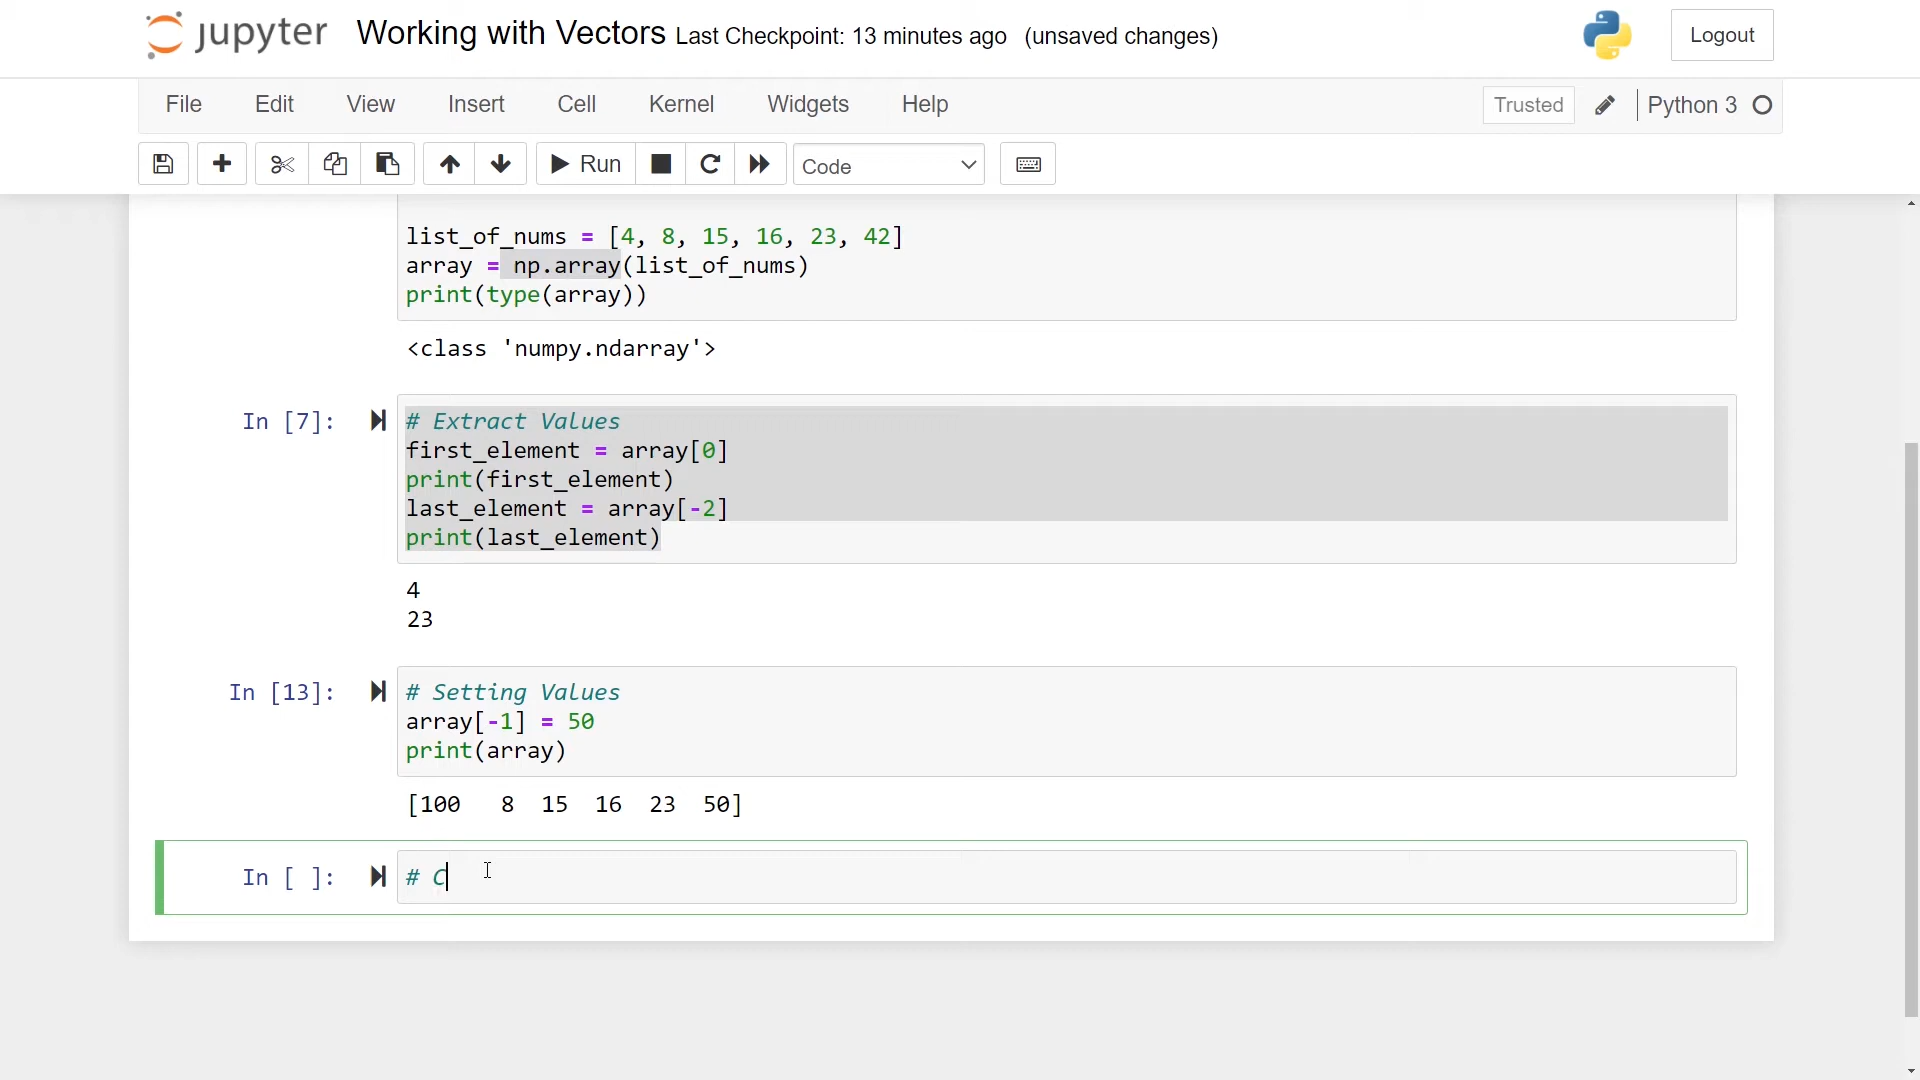 jupyter Working with Vectors Last Checkpoint: 13 minutes ago (unsaved changes) Logout
File Edit View Insert Cell Kernel Widgets Help Trusted Python 3
Run Code
list_of_nums = [4, 8, 15, 16, 23, 42]
array = np.array(list_of_nums)
print(type(array))
<class 'numpy.ndarray'>
In [7]: # Extract Values
first_element = array[0]
print(first_element)
last_element = array[-2]
print(last_element)
4
23
In [13]: # Setting Values
array[-1] = 50
print(array)
[100   8  15  16  23  50]
In [ ]: # C